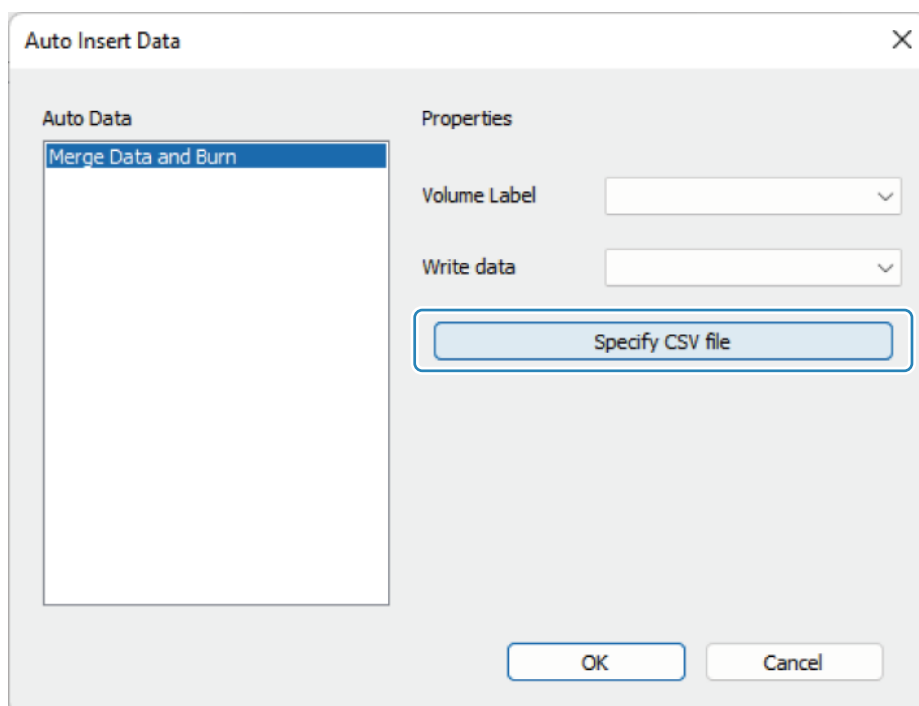 Auto Insert Data
Auto Data
Merge Data and Burn
Properties
Volume Label
Write data
Specify CSV file
OK
Cancel